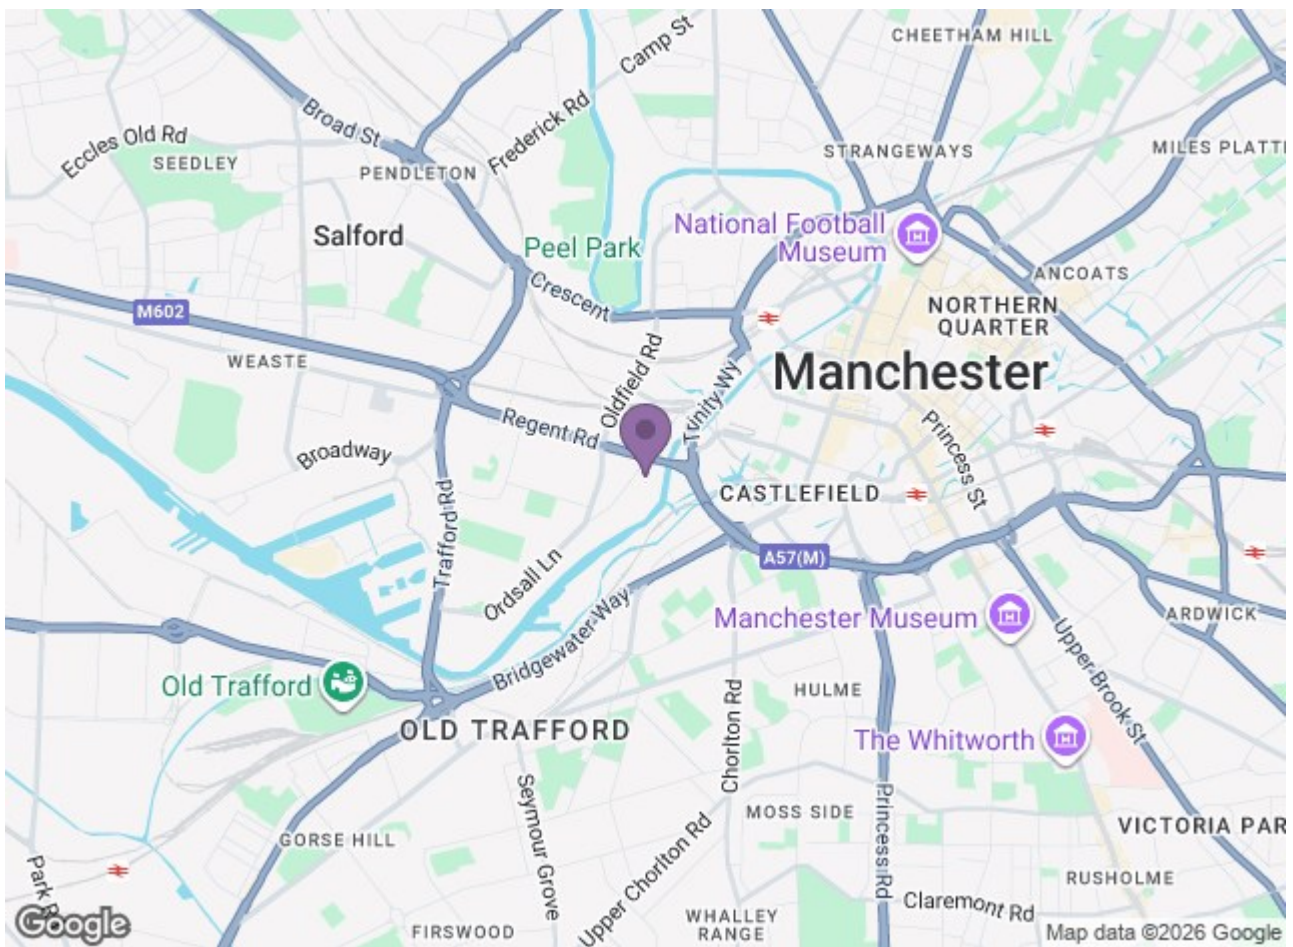 CHEETHAM HILL
Camp St
Broad St
Frederick Rd
Eccles Old Rd
SEEDLEY
PENDLETON
STRANGEWAYS
MILES PLATTI
Salford
National Football
Museum
Peel Park
Crescent
ANCOATS
M602
NORTHERN
QUARTER
WEASTE
Oldfield Rd
Trinity Wy
Manchester
Regent Rd
Broadway
Princess St
CASTLEFIELD
Trafford Rd
A57(M)
Ordsall Ln
Bridgewater Way
Manchester Museum
ARDWICK
Upper Brook St
Old Trafford
HULME
OLD TRAFFORD
Chorlton Rd
The Whitworth
Seymour Grove
Princess Rd
MOSS SIDE
VICTORIA PAR
GORSE HILL
Upper Chorlton Rd
Park R
RUSHOLME
Claremont Rd
WHALLEY
RANGE
FIRSWOOD
Google
Map data ©2026 Google